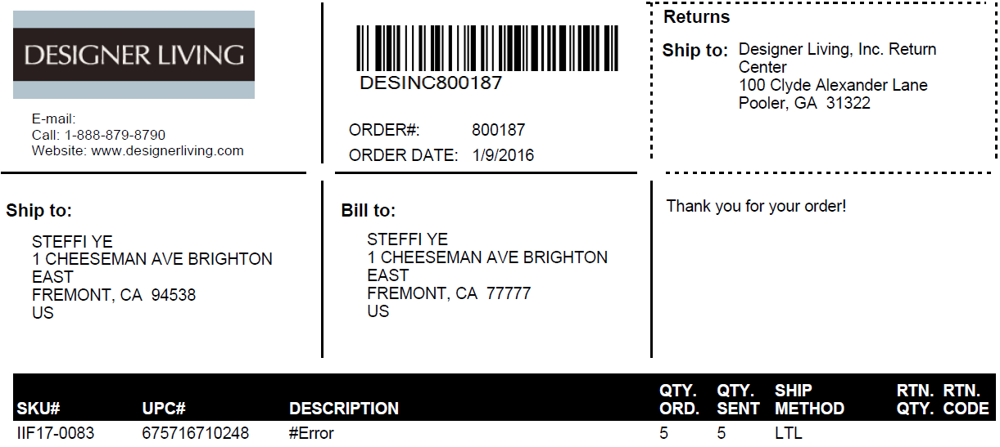 DESIGNER LIVING
E-mail:
Call: 1-888-879-8790
Website: www.designerliving.com
DESINC800187
ORDER#: 800187
ORDER DATE: 1/9/2016
Returns
Ship to: Designer Living, Inc. Return
Center
100 Clyde Alexander Lane
Pooler, GA 31322
Ship to:
STEFFI YE
1 CHEESEMAN AVE BRIGHTON
EAST
FREMONT, CA 94538
US
Bill to:
STEFFI YE
1 CHEESEMAN AVE BRIGHTON
EAST
FREMONT, CA 77777
US
Thank you for your order!
QTY. QTY. SHIP RTN. RTN.
SKU# UPC# DESCRIPTION ORD. SENT METHOD QTY. CODE
IIF17-0083 675716710248 #Error 5 5 LTL